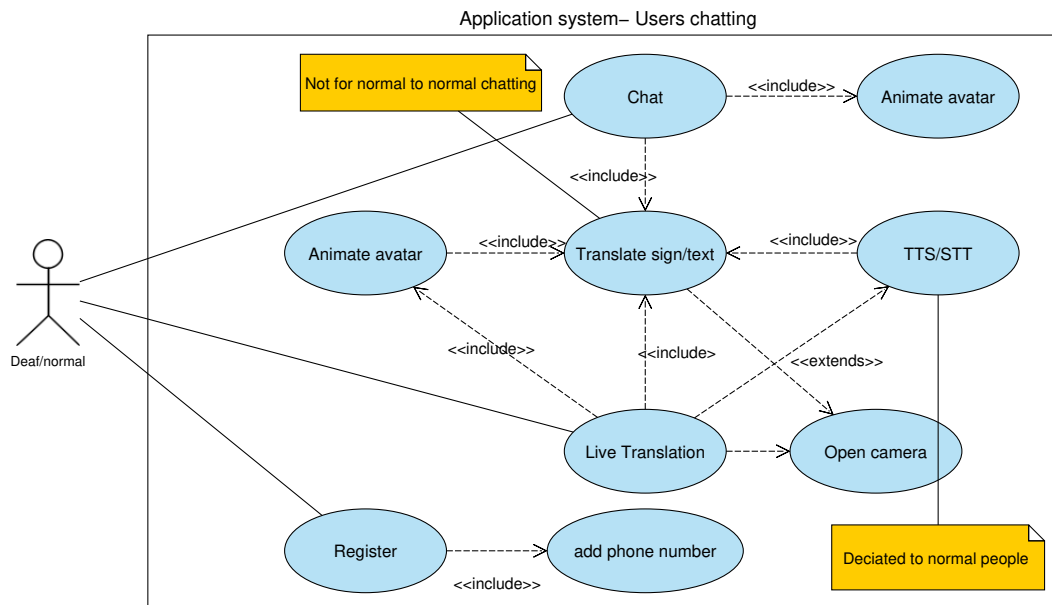 Application system– Users chatting
Not for normal to normal chatting
Chat
<<include>>
Animate avatar
<<include>>
Animate avatar
<<include>>
Translate sign/text
<<include>>
TTS/STT
<<include>>
<<include>
<<extends>>
Deaf/normal
Live Translation
Open camera
Register
add phone number
Deciated to normal people
<<include>>